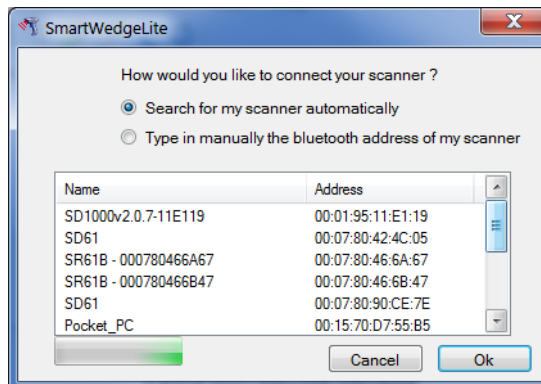 SmartWedgeLite
How would you like to connect your scanner ?
Search for my scanner automatically
Type in manually the bluetooth address of my scanner
Name Address
SD1000v2.0.7-11E119 00:01:95:11:E1:19
SD61 00:07:80:42:4C:05
SR61B - 000780466A67 00:07:80:46:6A:67
SR61B - 000780466B47 00:07:80:46:6B:47
SD61 00:07:80:90:CE:7E
Pocket_PC 00:15:70:D7:55:B5
Cancel Ok